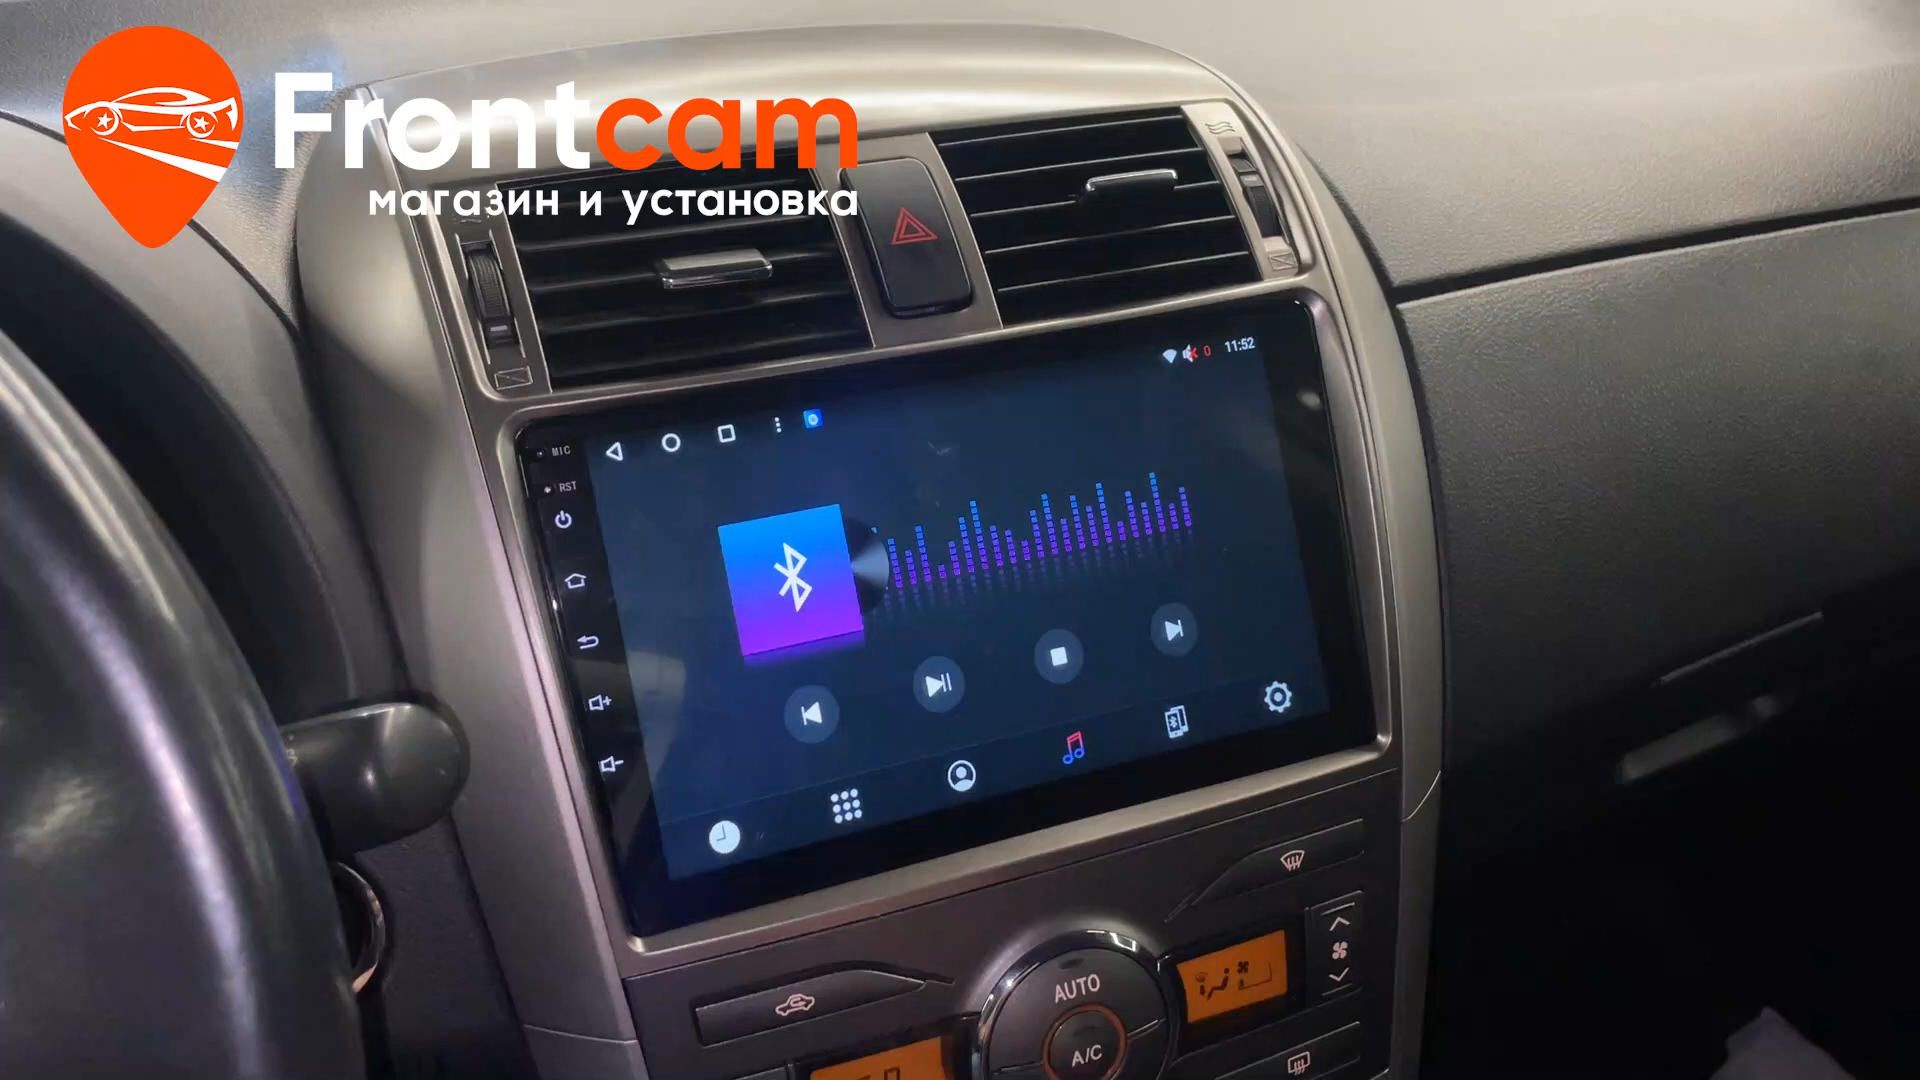 Frontcam
магазин и установка
11:52
0
MIC
RST
AUTO
A/C